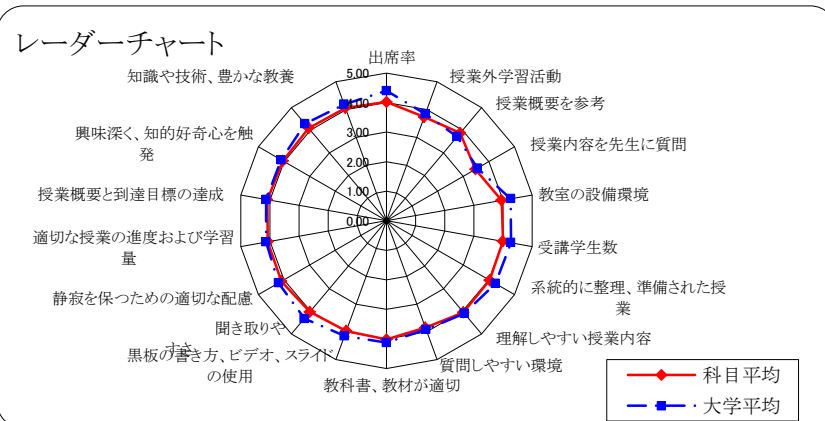 レーダーチャート
出席率
授業外学習活動
授業概要を参考
授業内容を先生に質問
教室の設備環境
受講学生数
系統的に整理、準備された授
業
理解しやすい授業内容
質問しやすい環境
教科書、教材が適切
黒板の書き方、ビデオ、スライド
の使用
聞き取りや
すさ
静寂を保つための適切な配慮
適切な授業の進度および学習
量
授業概要と到達目標の達成
興味深く、知的好奇心を触
発
知識や技術、豊かな教養
5.00
4.00
3.00
2.00
1.00
0.00
科目平均
大学平均